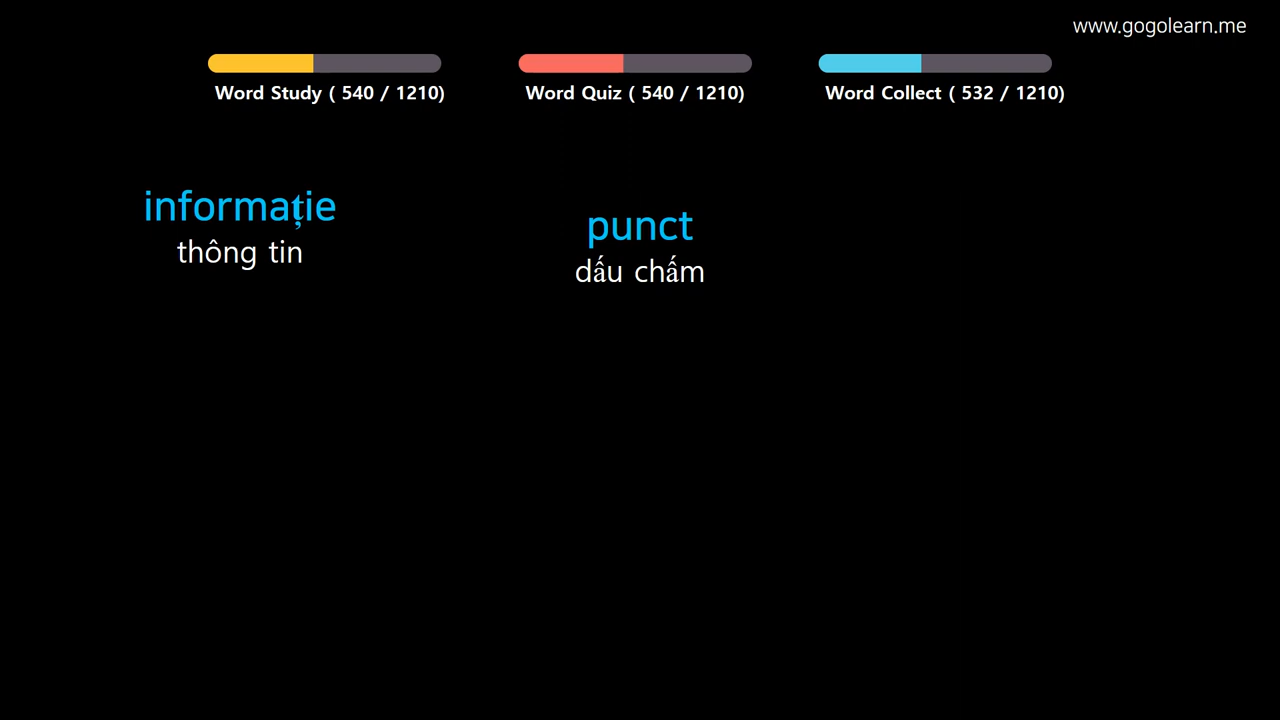 www.gogolearn.me
Word Study ( 540 / 1210)
Word Quiz ( 540 / 1210)
Word Collect ( 532 / 1210)
informație
thông tin
punct
dấu chấm